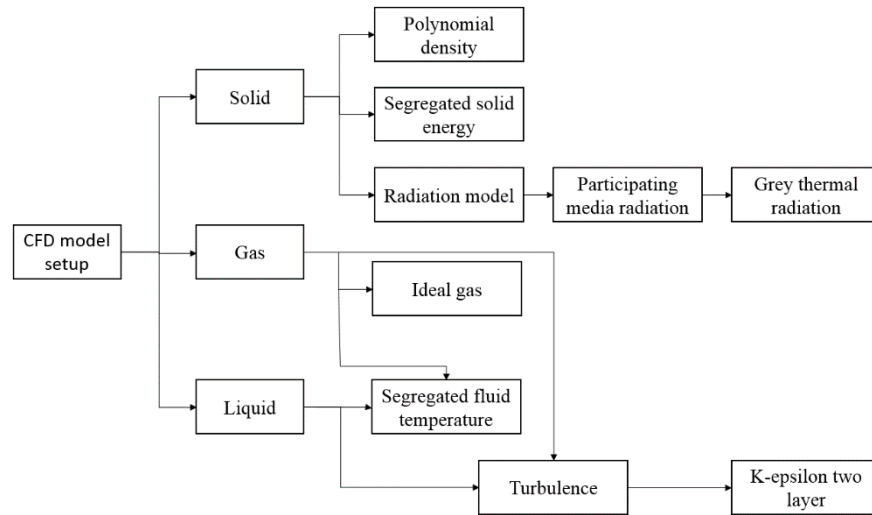 Polynomial
density
Solid
Segregated solid
energy
Radiation model
Participating
media radiation
Grey thermal
radiation
CFD model
setup
Gas
Ideal gas
Liquid
Segregated fluid
temperature
Turbulence
K-epsilon two
layer